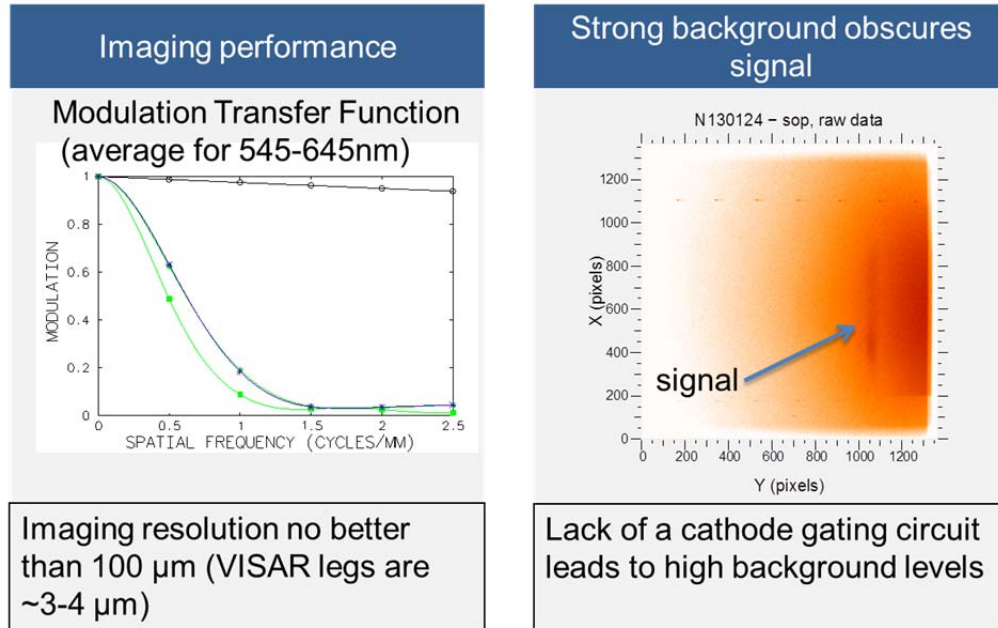 Imaging performance
Modulation Transfer Function
(average for 545-645nm)
1
0.8
0.6
0.4
0.2
0
MODULATION
0 0.5 1 1.5 2 2.5
SPATIAL FREQUENCY (CYCLES/MM)
Imaging resolution no better
than 100 µm (VISAR legs are
~3-4 µm)
Strong background obscures
signal
N130124 – sop, raw data
1200
1000
800
600
400
200
0
X (pixels)
signal
0 200 400 600 800 1000 1200
Y (pixels)
Lack of a cathode gating circuit
leads to high background levels